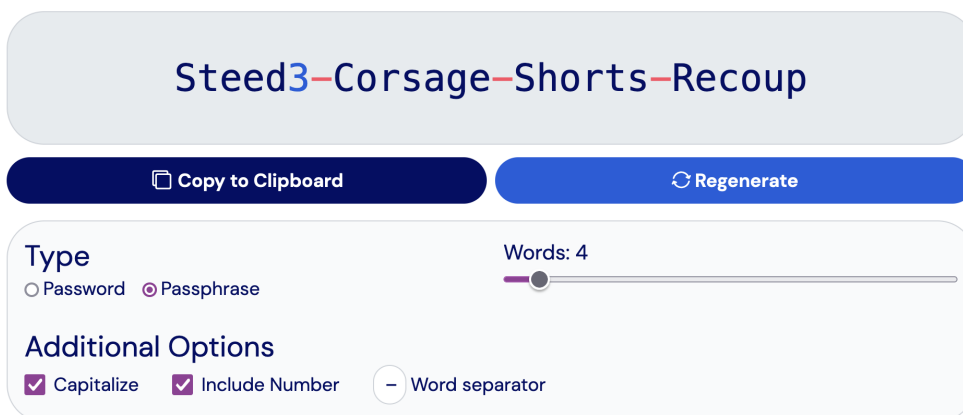 Steed3-Corsage-Shorts-Recoup
Copy to Clipboard Regenerate
Type
Words: 4
Password Passphrase
Additional Options
Capitalize Include Number - Word separator